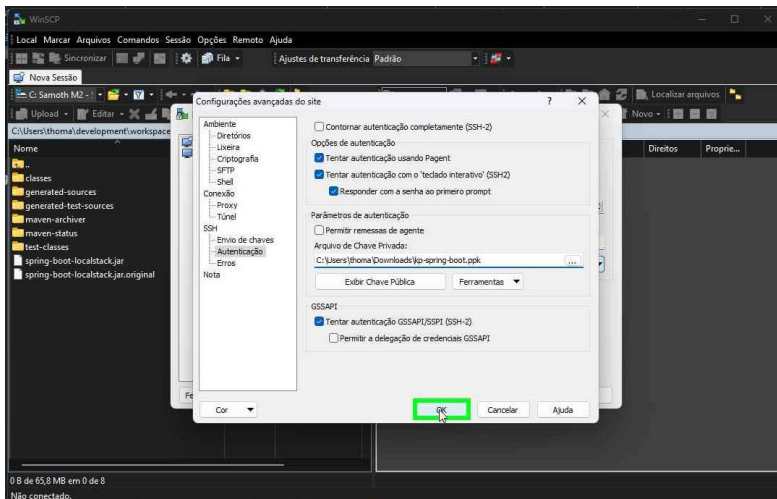 WinSCP
Local Marcar Arquivos Comandos Sessão Opções Remoto Ajuda
Sincronizar Fila Ajustes de transferência Padrão
Nova Sessão
C: Samoth M2 - Localizar arquivos
Upload Editar Novo
C:\Users\thoma\development\workspace
Configurações avançadas do site ? X
Nome
..
classes
generated-sources
generated-test-sources
maven-archiver
maven-status
test-classes
spring-boot-localstack.jar
spring-boot-localstack.jar.original
Ambiente
Diretórios
Lixeira
Criptografia
SFTP
Shell
Conexão
Proxy
Túnel
SSH
Envio de chaves
Autenticação
Erros
Nota
Contornar autenticação completamente (SSH-2)
Opções de autenticação
Tentar autenticação usando Pagent
Tentar autenticação com o 'teclado interativo' (SSH2)
Responder com a senha ao primeiro prompt
Parâmetros de autenticação
Permitir remessas de agente
Arquivo de Chave Privada:
C:\Users\thoma\Downloads\kp-spring-boot.ppk ...
Exibir Chave Pública Ferramentas
GSSAPI
Tentar autenticação GSSAPI/SSPI (SSH-2)
Permitir a delegação de credenciais GSSAPI
Direitos Proprie...
Fe
Cor OK Cancelar Ajuda
0 B de 65,8 MB em 0 de 8
Não conectado.